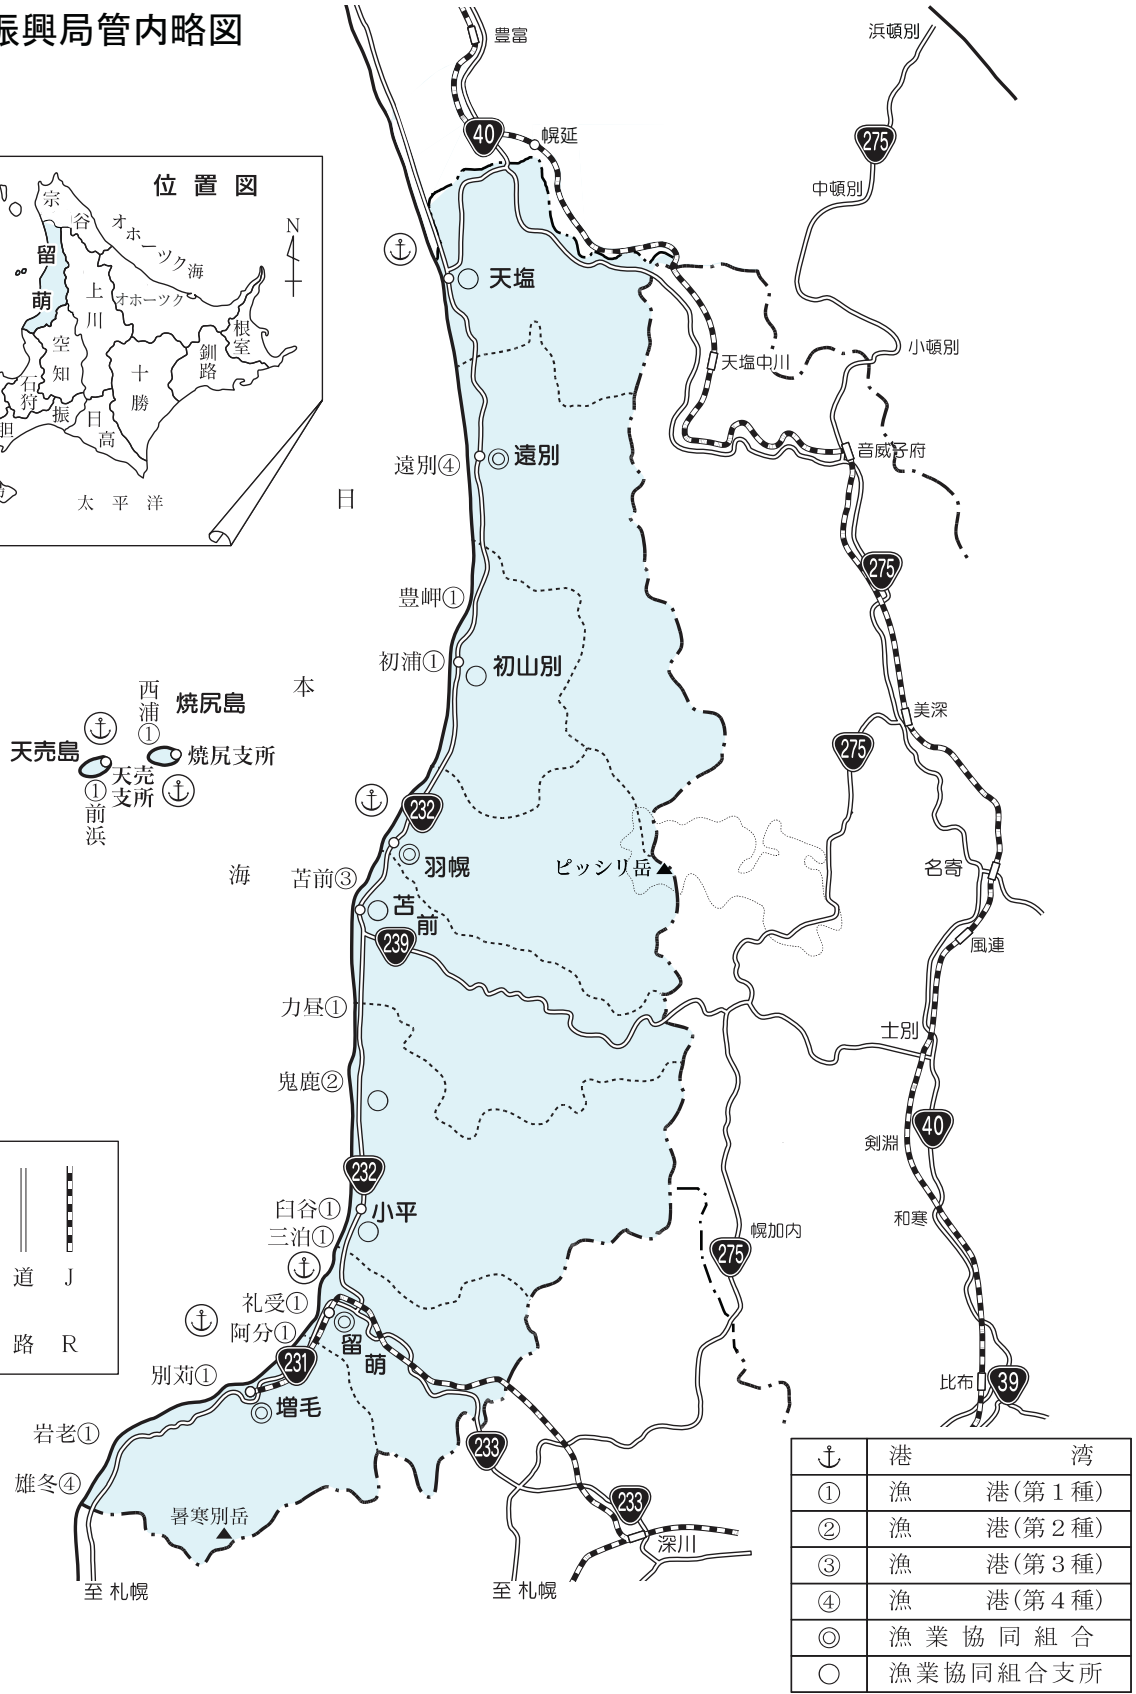 振興局管内略図
豊富
浜頓別
40
幌延
275
中頓別
位置図
宗谷
オホーツク海
N
留萌
上川
オホーツク
空知
根室
釧路
石狩
十勝
胆振
日高
太平洋
天塩
小頓別
天塩中川
音威子府
遠別④
遠別
日
275
豊岬①
初浦①
初山別
本
西浦①
焼尻島
美深
天売島
焼尻支所
275
天売支所
①前浜
232
羽幌
ピッシリ岳
名寄
海
苫前③
苫前
239
風連
力昼①
士別
鬼鹿②
40
剣淵
232
臼谷①
小平
三泊①
和寒
幌加内
275
礼受①
阿分①
留萌
道路
JR
231
別苅①
増毛
比布
39
岩老①
233
雄冬④
暑寒別岳
233
深川
至札幌
至札幌
港湾
① 漁港(第1種)
② 漁港(第2種)
③ 漁港(第3種)
④ 漁港(第4種)
◎ 漁業協同組合
○ 漁業協同組合支所